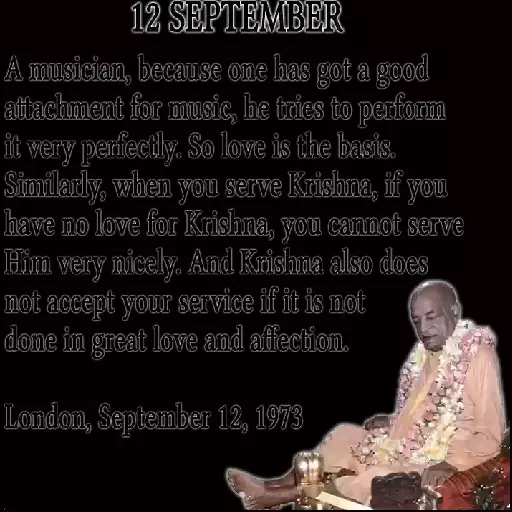 12 SEPTEMBER
A musician, because one has got a good
attachment for music, he tries to perform
it very perfectly. So love is the basis.
Similarly, when you serve Krishna, if you
have no love for Krishna, you cannot serve
Him very nicely. And Krishna also does
not accept your service if it is not
done in great love and affection.
London, September 12, 1973